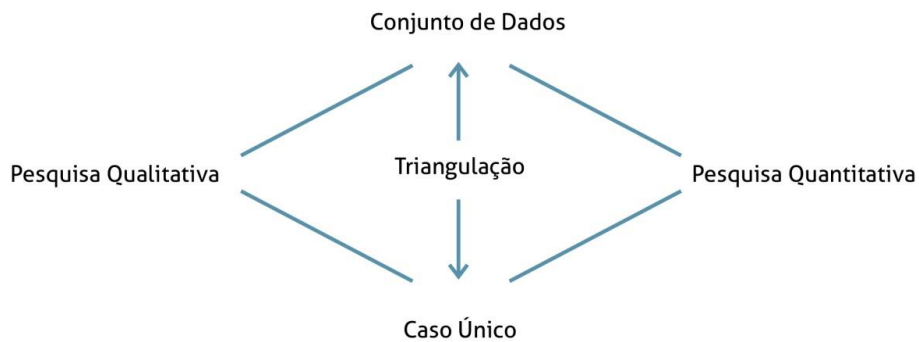 Conjunto de Dados
Pesquisa Qualitativa
Triangulação
Pesquisa Quantitativa
Caso Único